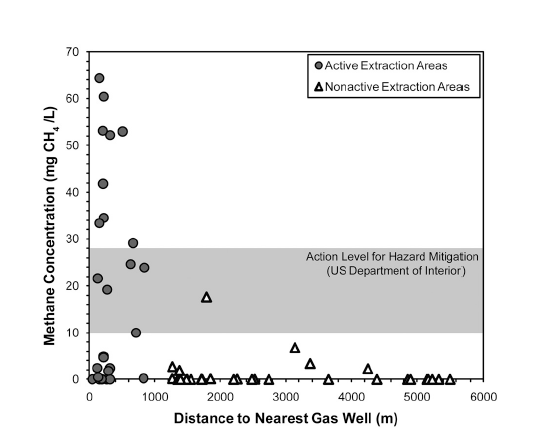 70
60
50
40
30
20
10
0
Methane Concentration (mg CH4 /L)
Active Extraction Areas
Nonactive Extraction Areas
Action Level for Hazard Mitigation
(US Department of Interior)
0 1000 2000 3000 4000 5000 6000
Distance to Nearest Gas Well (m)